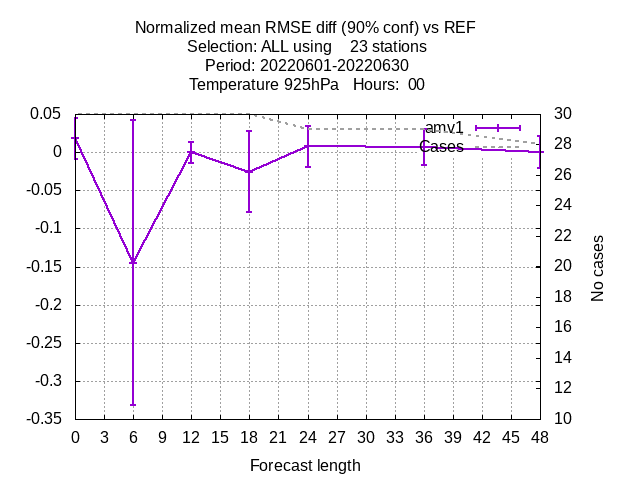 Normalized mean RMSE diff (90% conf) vs REF
Selection: ALL using    23 stations
Period: 20220601-20220630
Temperature 925hPa   Hours:  00
0.05
0
-0.05
-0.1
-0.15
-0.2
-0.25
-0.3
-0.35
30
28
26
24
22
20
18
16
14
12
10
amv1
Cases
No cases
0 3 6 9 12 15 18 21 24 27 30 33 36 39 42 45 48
Forecast length